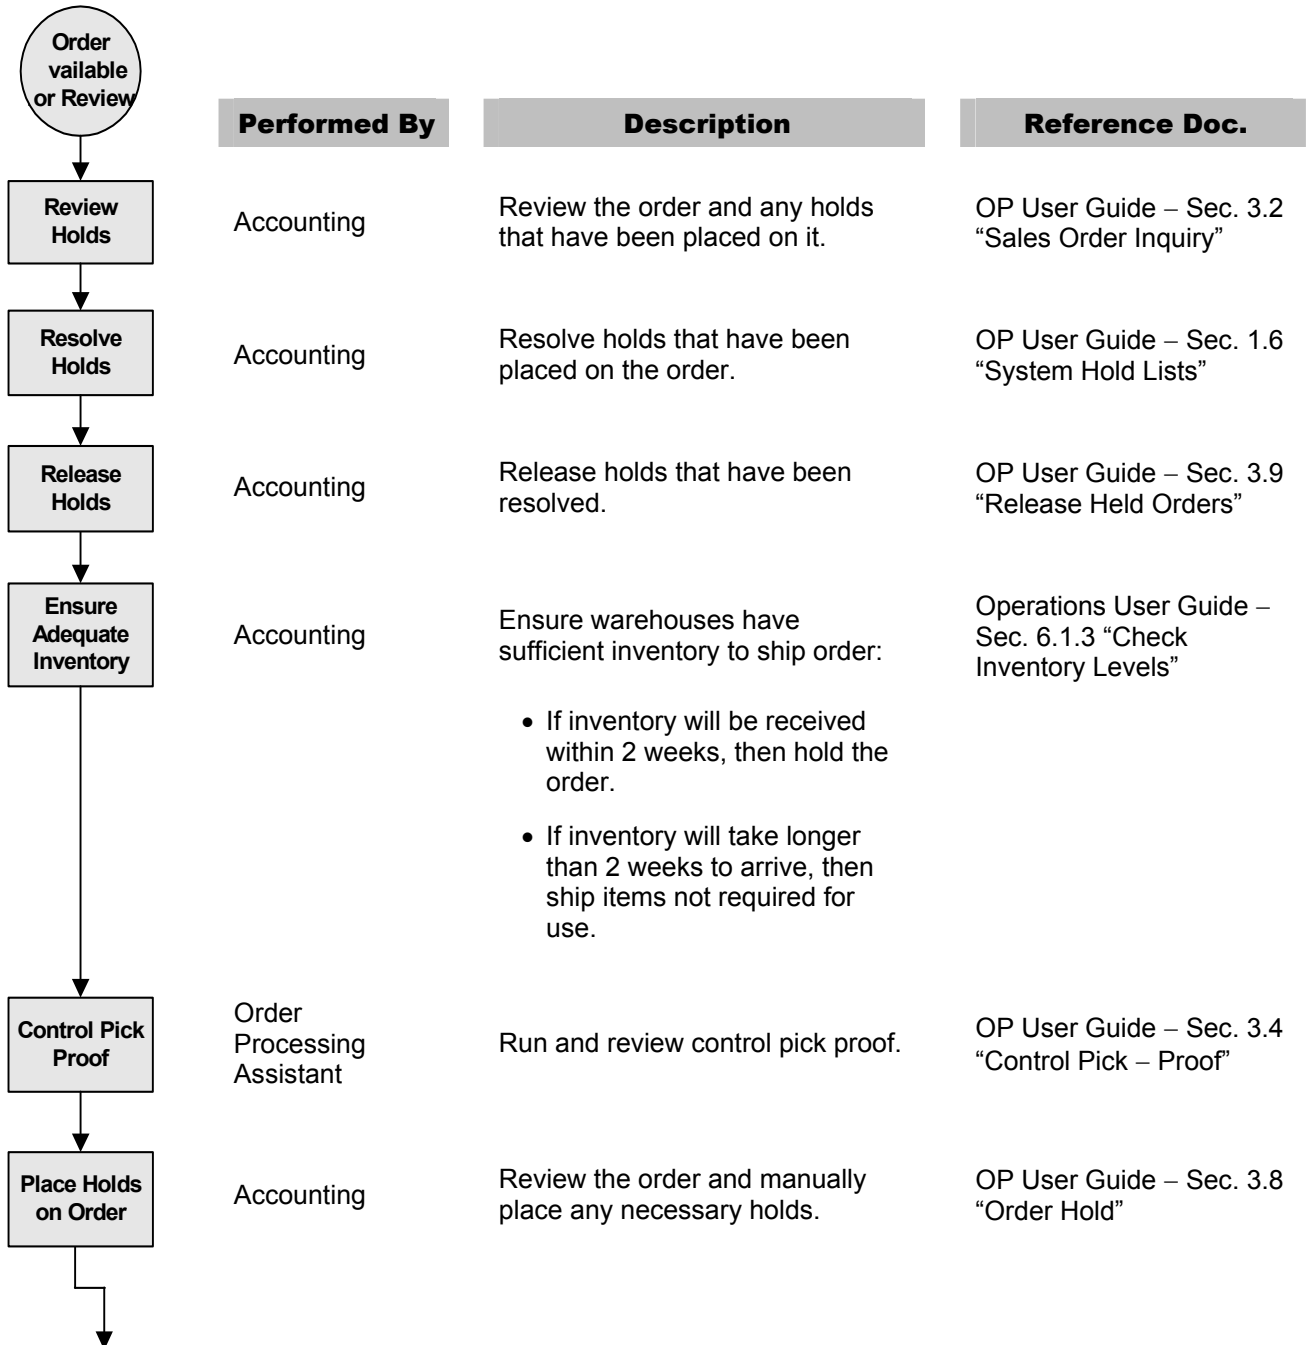 Order
vailable
or Review
Performed By
Description
Reference Doc.
Review
Holds
Accounting
Review the order and any holds
that have been placed on it.
OP User Guide – Sec. 3.2
“Sales Order Inquiry”
Resolve
Holds
Accounting
Resolve holds that have been
placed on the order.
OP User Guide – Sec. 1.6
“System Hold Lists”
Release
Holds
Accounting
Release holds that have been
resolved.
OP User Guide – Sec. 3.9
“Release Held Orders”
Ensure
Adequate
Inventory
Accounting
Ensure warehouses have
sufficient inventory to ship order:
• If inventory will be received
within 2 weeks, then hold the
order.
• If inventory will take longer
than 2 weeks to arrive, then
ship items not required for
use.
Operations User Guide –
Sec. 6.1.3 “Check
Inventory Levels”
Control Pick
Proof
Order
Processing
Assistant
Run and review control pick proof.
OP User Guide – Sec. 3.4
“Control Pick – Proof”
Place Holds
on Order
Accounting
Review the order and manually
place any necessary holds.
OP User Guide – Sec. 3.8
“Order Hold”